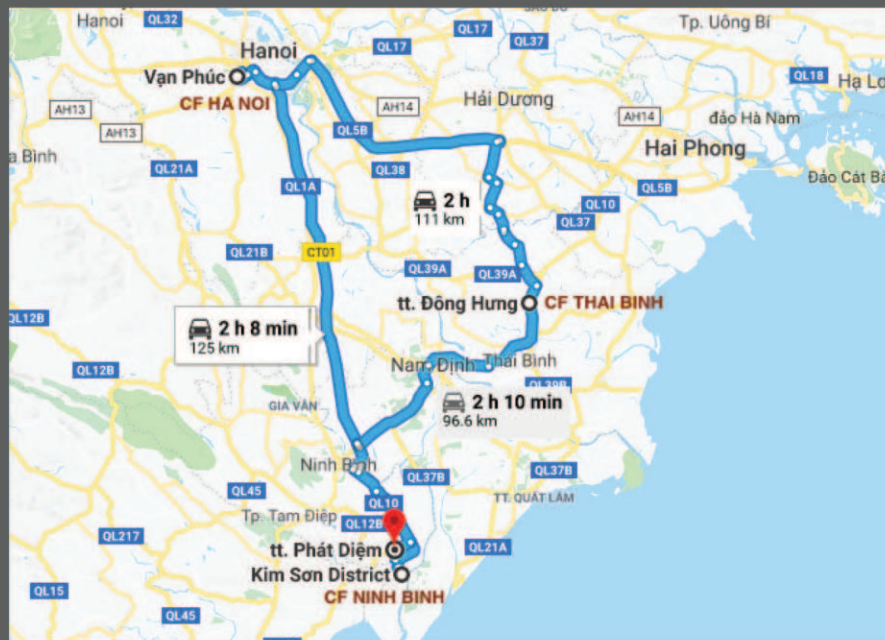 Hanoi
QL32
Tp. Uông Bí
QL17
QL17
QL37
Hanoi
Vạn Phúc
CF HA NOI
AH13
AH13
AH14
Hải Dương
QL18
Hạ Lo
AH14
đảo Hà Nam
QL5B
Hai Phong
a Bình
QL21A
QL38
Đảo Cát Bà
QL1A
QL5B
2 h
111 km
QL10
QL37
QL21B
CT01
QL39A
QL39A
tt. Đông Hưng
CF THAI BINH
QL12B
2 h 8 min
125 km
Nam Định
Thái Bình
QL12B
QL39B
2 h 10 min
96.6 km
GIA VÂN
Ninh Bình
QL37B
QL37B
QL45
QL10
TT. QUẤT LÂM
Tp. Tam Điệp
QL12B
QL217
tt. Phát Diệm
QL21A
Kim Sơn District
QL15
CF NINH BINH
QL45